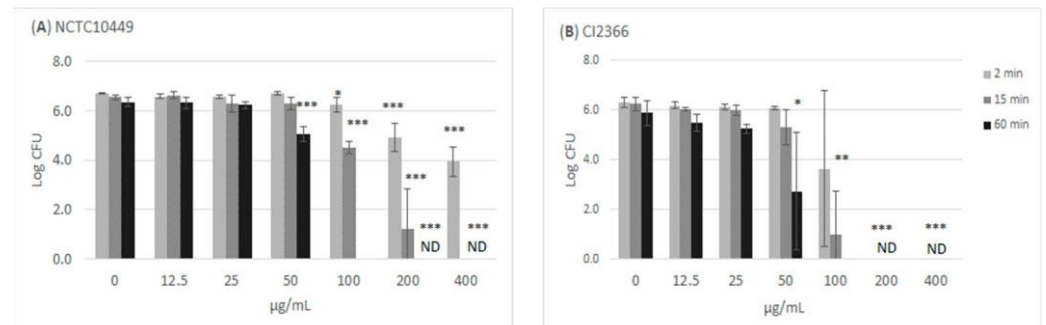 (A) NCTC10449
8.0
6.0
4.0
2.0
0.0
Log CFU
*
***
***
***
***
***
***
***
ND
ND
0
12.5
25
50
100
200
400
µg/mL
(B) CI2366
8.0
6.0
4.0
2.0
0.0
Log CFU
*
**
***
***
ND
ND
0
12.5
25
50
100
200
400
µg/mL
2 min
15 min
60 min